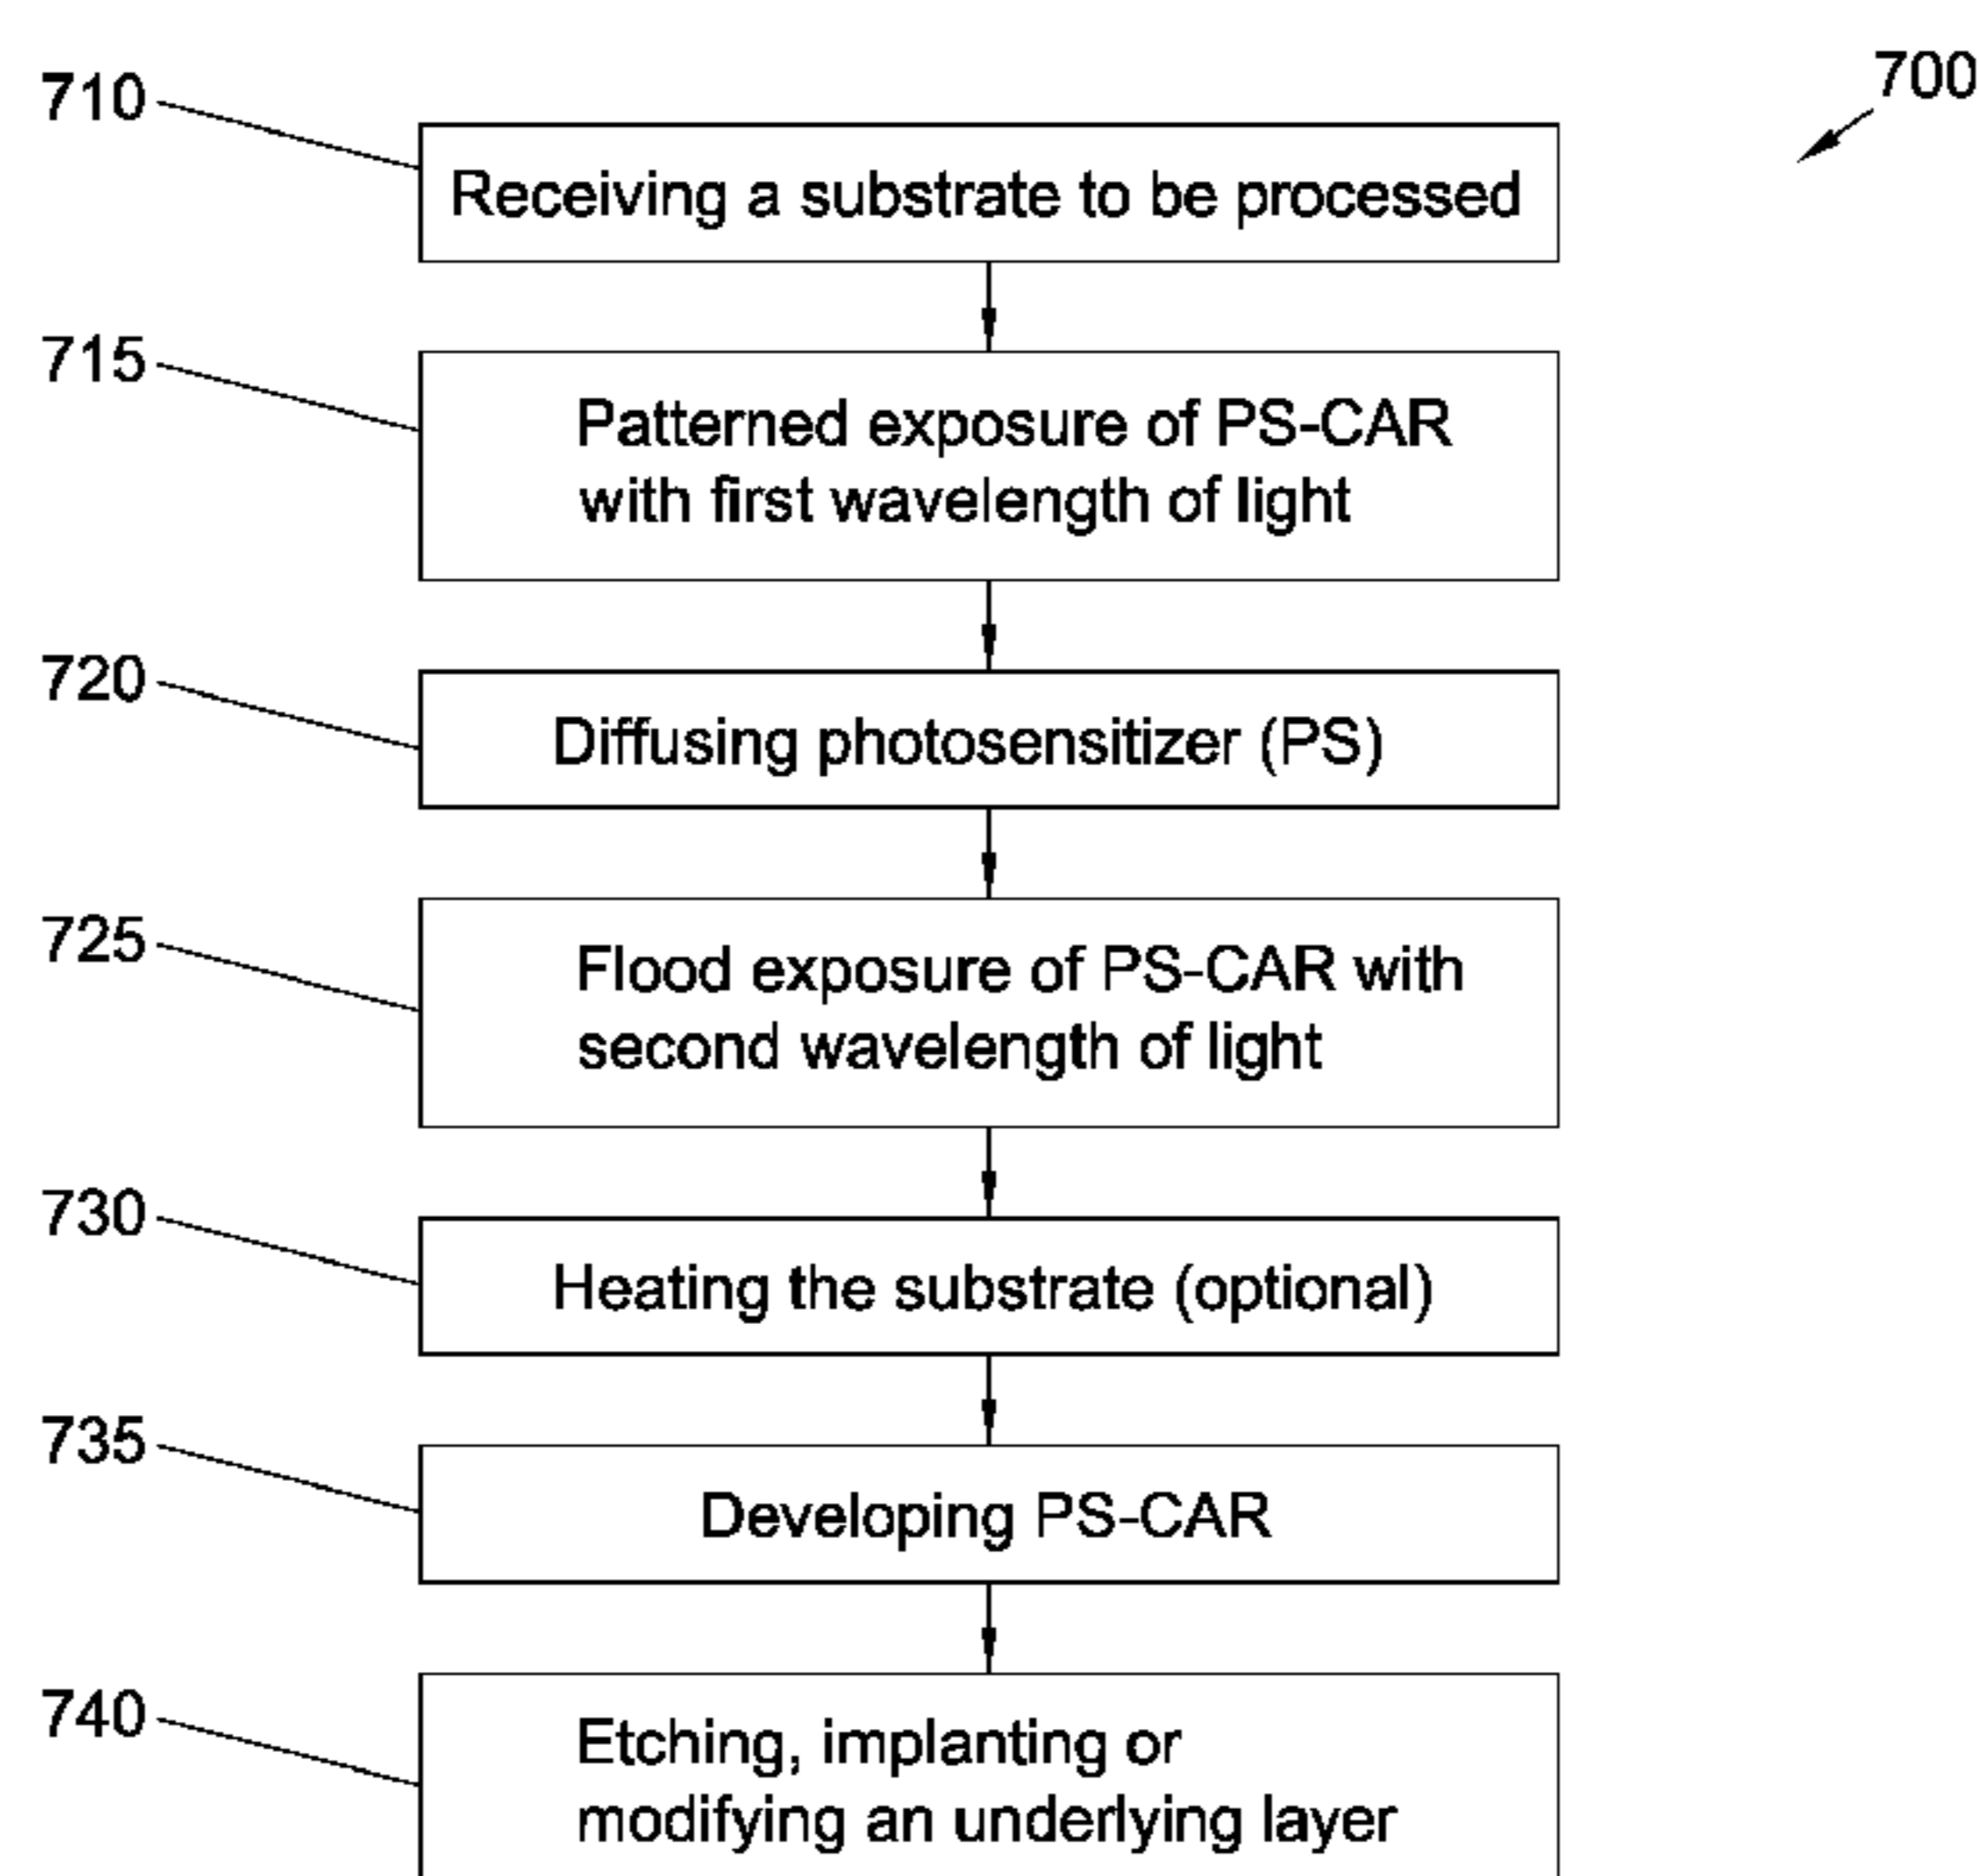 700
710
Receiving a substrate to be processed
715
Patterned exposure of PS-CAR
with first wavelength of light
720
Diffusing photosensitizer (PS)
725
Flood exposure of PS-CAR with
second wavelength of light
730
Heating the substrate (optional)
735
Developing PS-CAR
740
Etching, implanting or
modifying an underlying layer